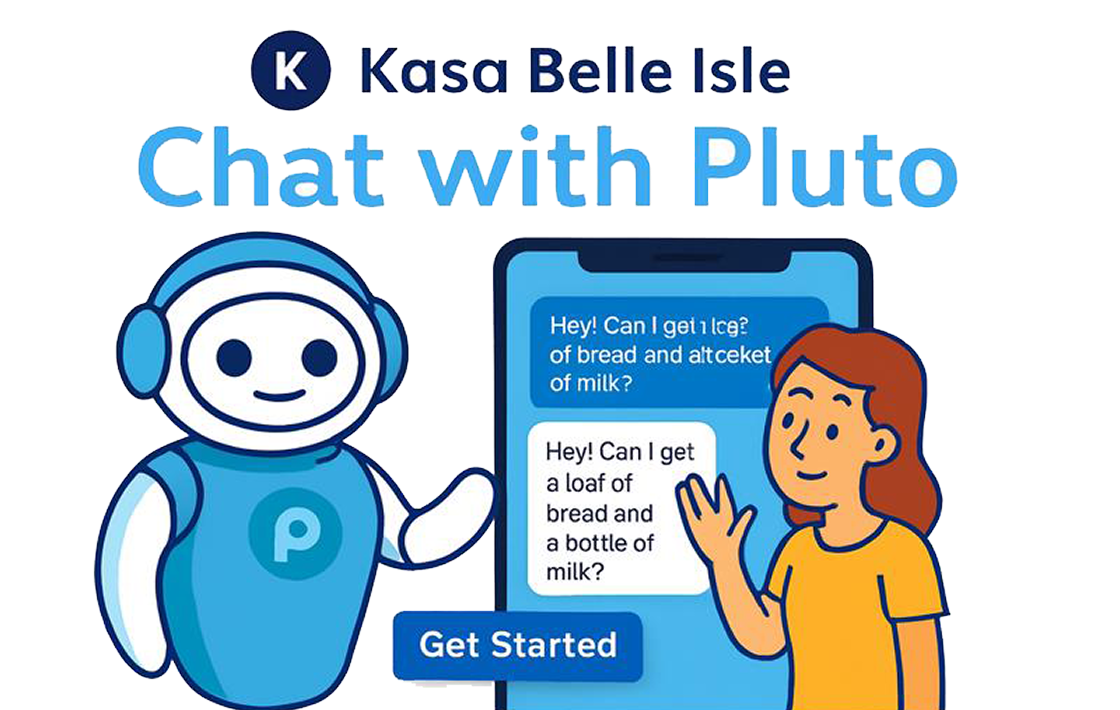 K Kasa Belle Isle
Chat with Pluto
Hey! Can I get
of bread and
of milk?
Hey! Can I get
a loaf of
bread and
a bottle of
milk?
p
Get Started